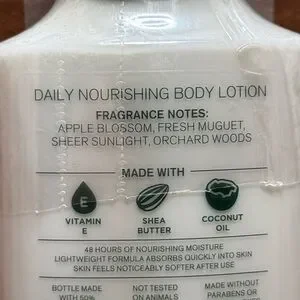 DAILY NOURISHING BODY LOTION
FRAGRANCE NOTES:
APPLE BLOSSOM, FRESH MUGUET,
SHEER SUNLIGHT, ORCHARD WOODS
MADE WITH
E
VITAMIN
E
SHEA
BUTTER
COCONUT
OIL
48 HOURS OF NOURISHING MOISTURE
LIGHTWEIGHT FORMULA ABSORBS QUICKLY INTO SKIN
SKIN FEELS NOTICEABLY SOFTER AFTER USE
BOTTLE MADE
WITH 50%
NOT TESTED
ON ANIMALS
MADE WITHOUT
PARABENS OR